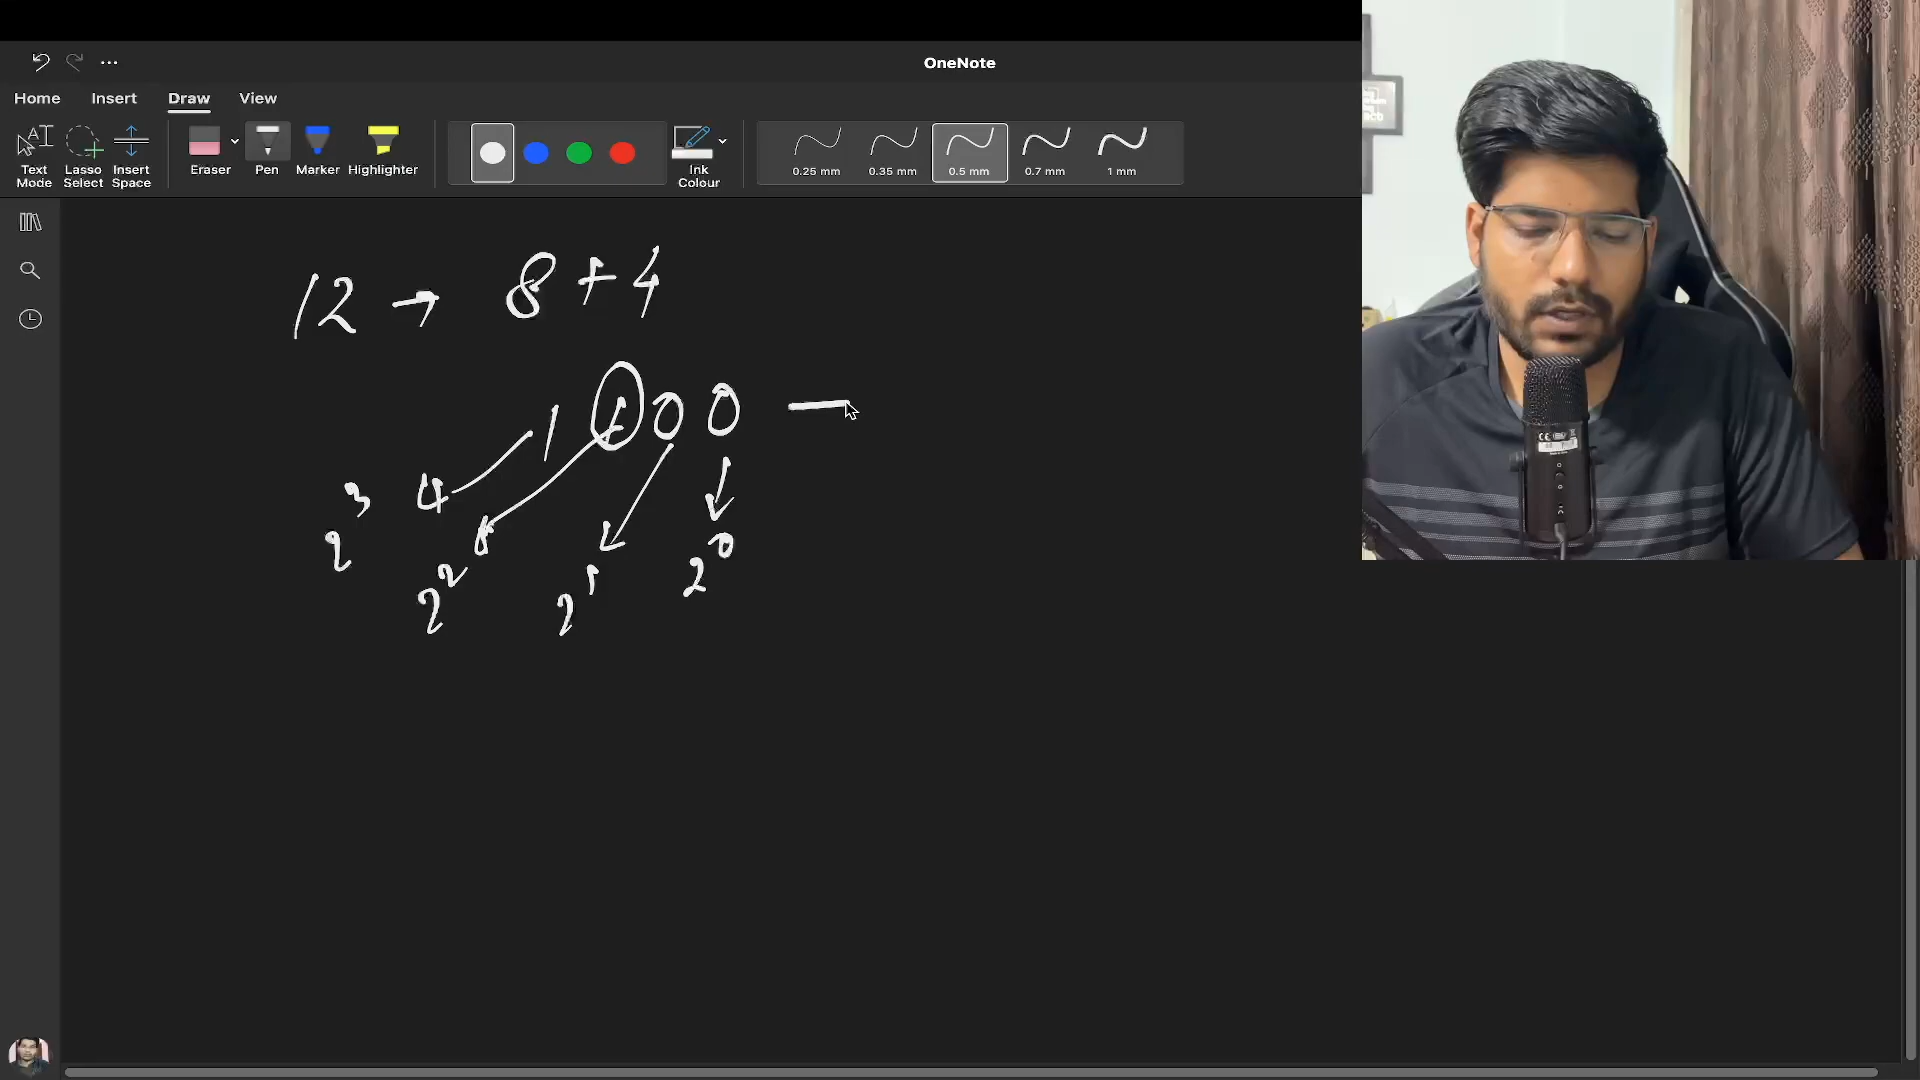 OneNote
Home Insert Draw View
Text Mode
Lasso Select
Insert Space
Eraser
Pen
Marker
Highlighter
Ink Colour
0.25 mm
0.35 mm
0.5 mm
0.7 mm
1 mm
12 → 8 + 4
1 1 0 0 —
2³ 4
2²
2¹
2⁰